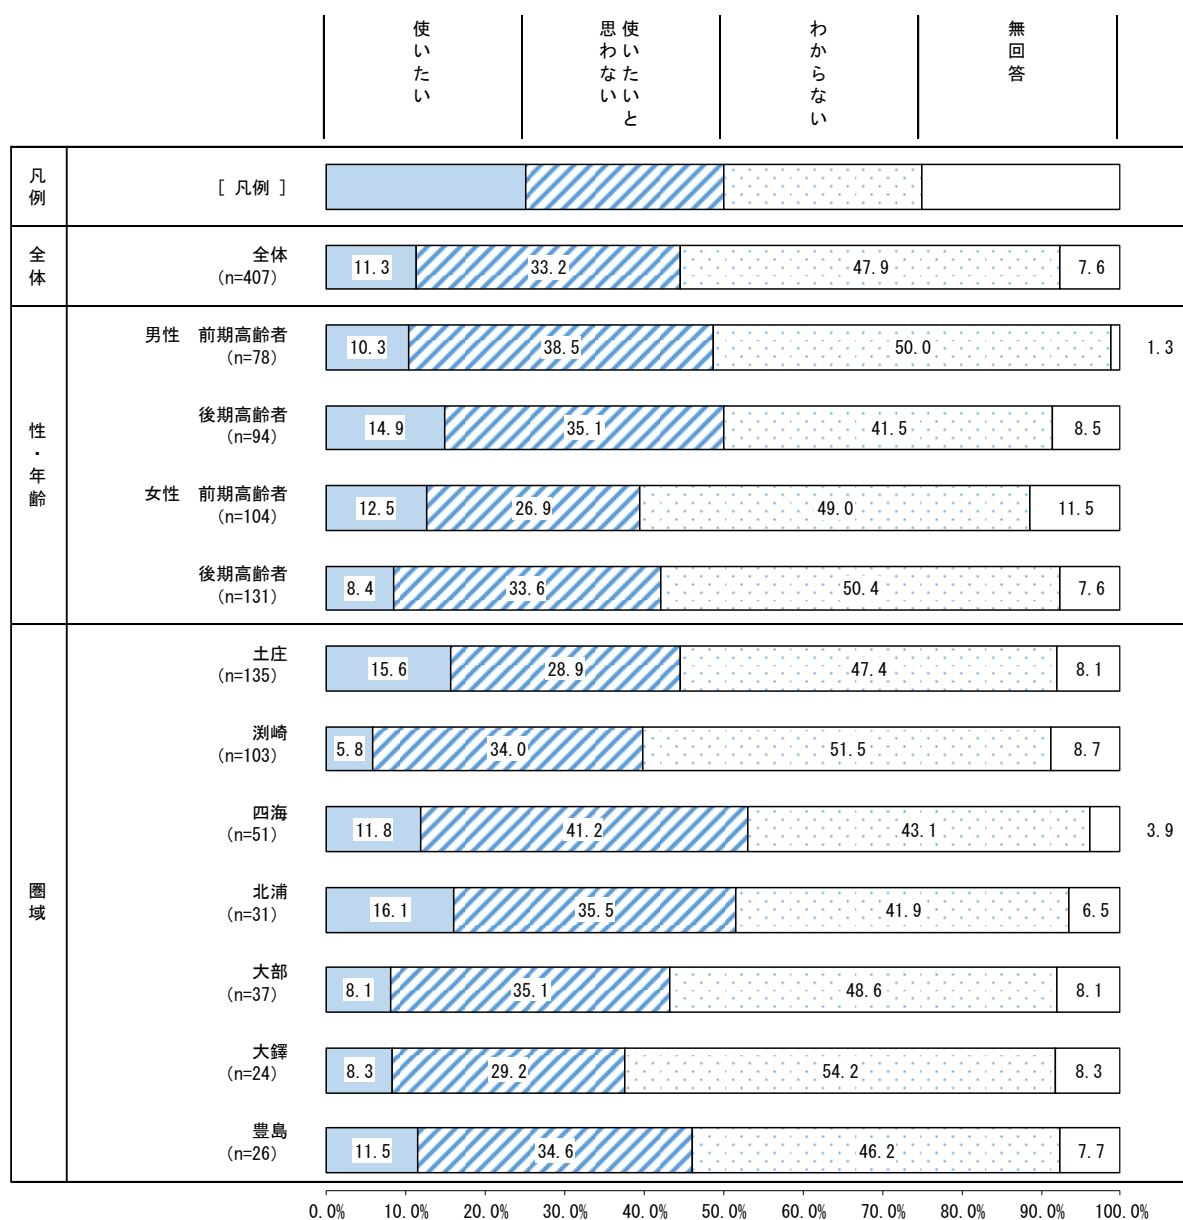 使いたい
使いたいと
思わない
わからない
無回答
凡例
[ 凡例 ]
全体
全体
(n=407)
11.3 33.2 47.9 7.6
性・年齢
男性 前期高齢者
(n=78)
10.3 38.5 50.0 1.3
後期高齢者
(n=94)
14.9 35.1 41.5 8.5
女性 前期高齢者
(n=104)
12.5 26.9 49.0 11.5
後期高齢者
(n=131)
8.4 33.6 50.4 7.6
圏域
土庄
(n=135)
15.6 28.9 47.4 8.1
渕崎
(n=103)
5.8 34.0 51.5 8.7
四海
(n=51)
11.8 41.2 43.1 3.9
北浦
(n=31)
16.1 35.5 41.9 6.5
大部
(n=37)
8.1 35.1 48.6 8.1
大鐸
(n=24)
8.3 29.2 54.2 8.3
豊島
(n=26)
11.5 34.6 46.2 7.7
0.0% 10.0% 20.0% 30.0% 40.0% 50.0% 60.0% 70.0% 80.0% 90.0% 100.0%